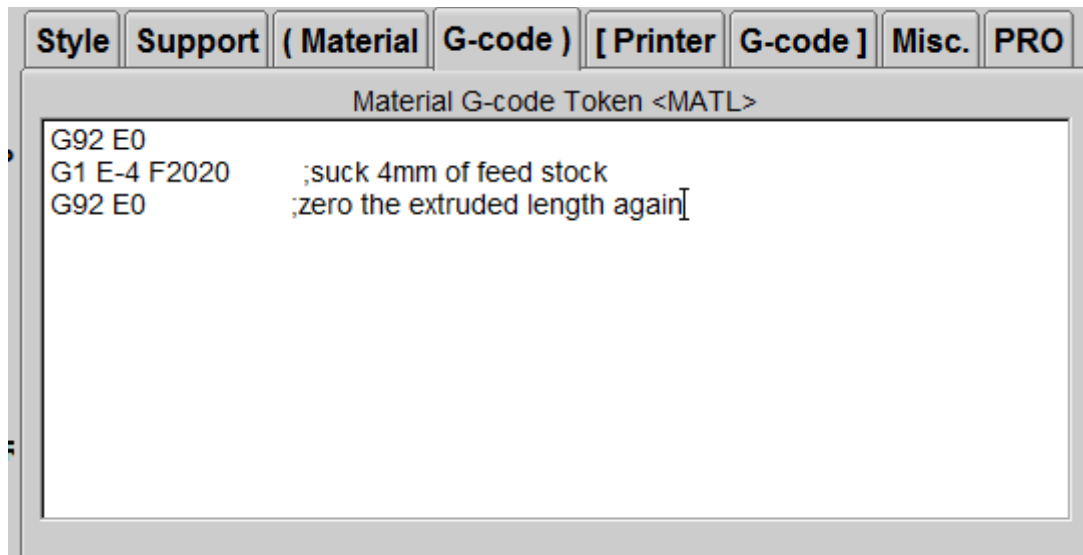 Style Support ( Material G-code ) [ Printer G-code ] Misc. PRO
Material G-code Token <MATL>
G92 E0
G1 E-4 F2020 ;suck 4mm of feed stock
G92 E0 ;zero the extruded length again